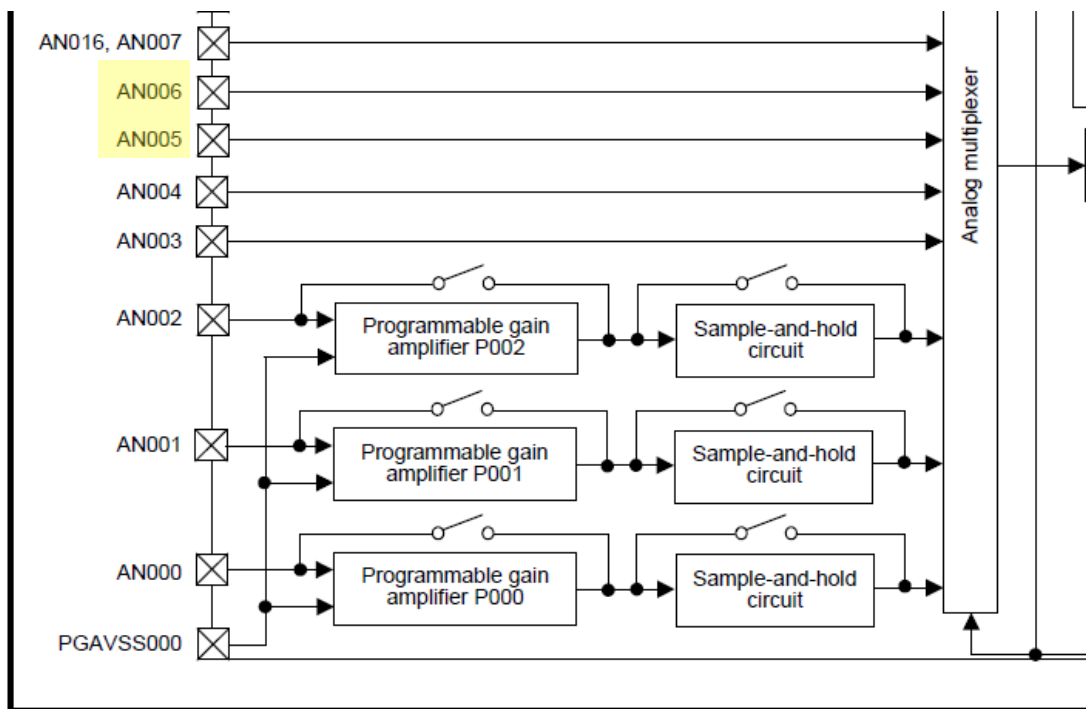 AN016, AN007
AN006
AN005
AN004
AN003
AN002
Programmable gain
amplifier P002
Sample-and-hold
circuit
AN001
Programmable gain
amplifier P001
Sample-and-hold
circuit
AN000
Programmable gain
amplifier P000
Sample-and-hold
circuit
PGAVSS000
Analog multiplexer